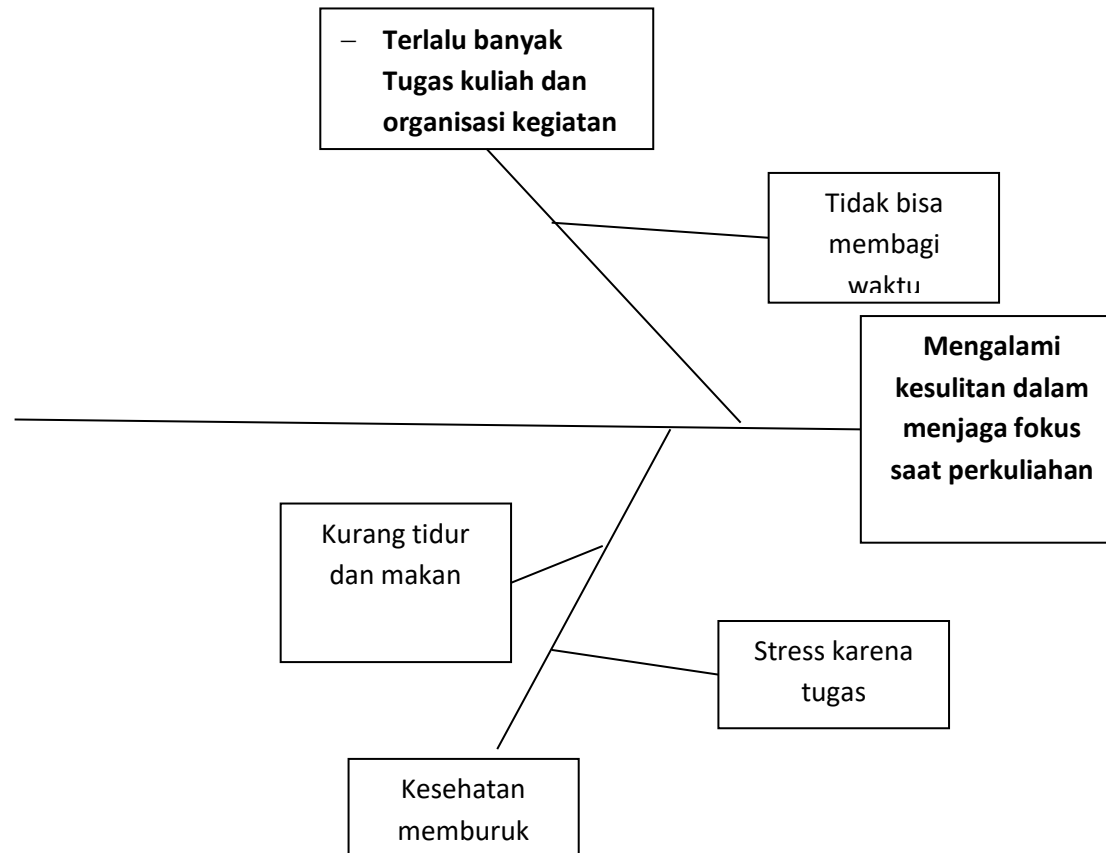 – Terlalu banyak
Tugas kuliah dan
organisasi kegiatan
Tidak bisa
membagi
waktu
Mengalami
kesulitan dalam
menjaga fokus
saat perkuliahan
Kurang tidur
dan makan
Stress karena
tugas
Kesehatan
memburuk